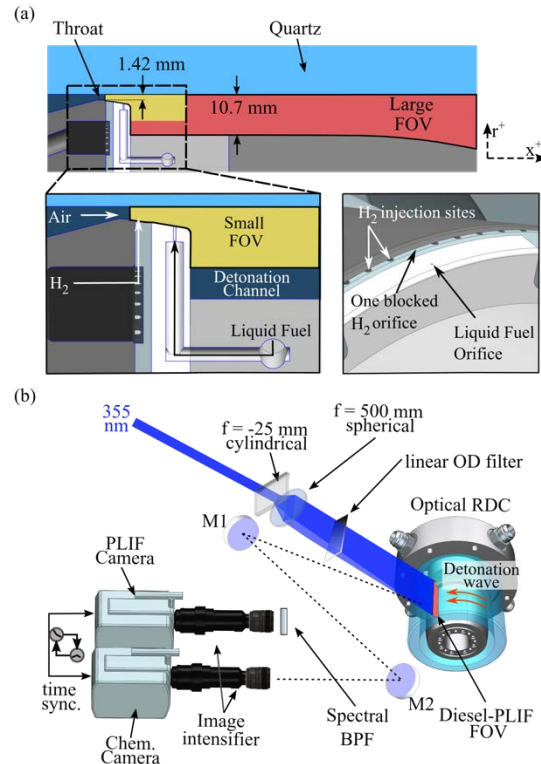 (a)
Throat
Quartz
1.42 mm
10.7 mm
Large
FOV
r+
x+
Air
Small
FOV
H2
Detonation
Channel
Liquid Fuel
H2
injection sites
One blocked
H2 orifice
Liquid Fuel
Orifice
(b)
355
nm
f = -25 mm
cylindrical
f = 500 mm
spherical
linear OD filter
M1
Optical RDC
PLIF
Camera
Detonation
wave
time
sync.
Chem.
Camera
Image
intensifier
Spectral
BPF
M2
Diesel-PLIF
FOV